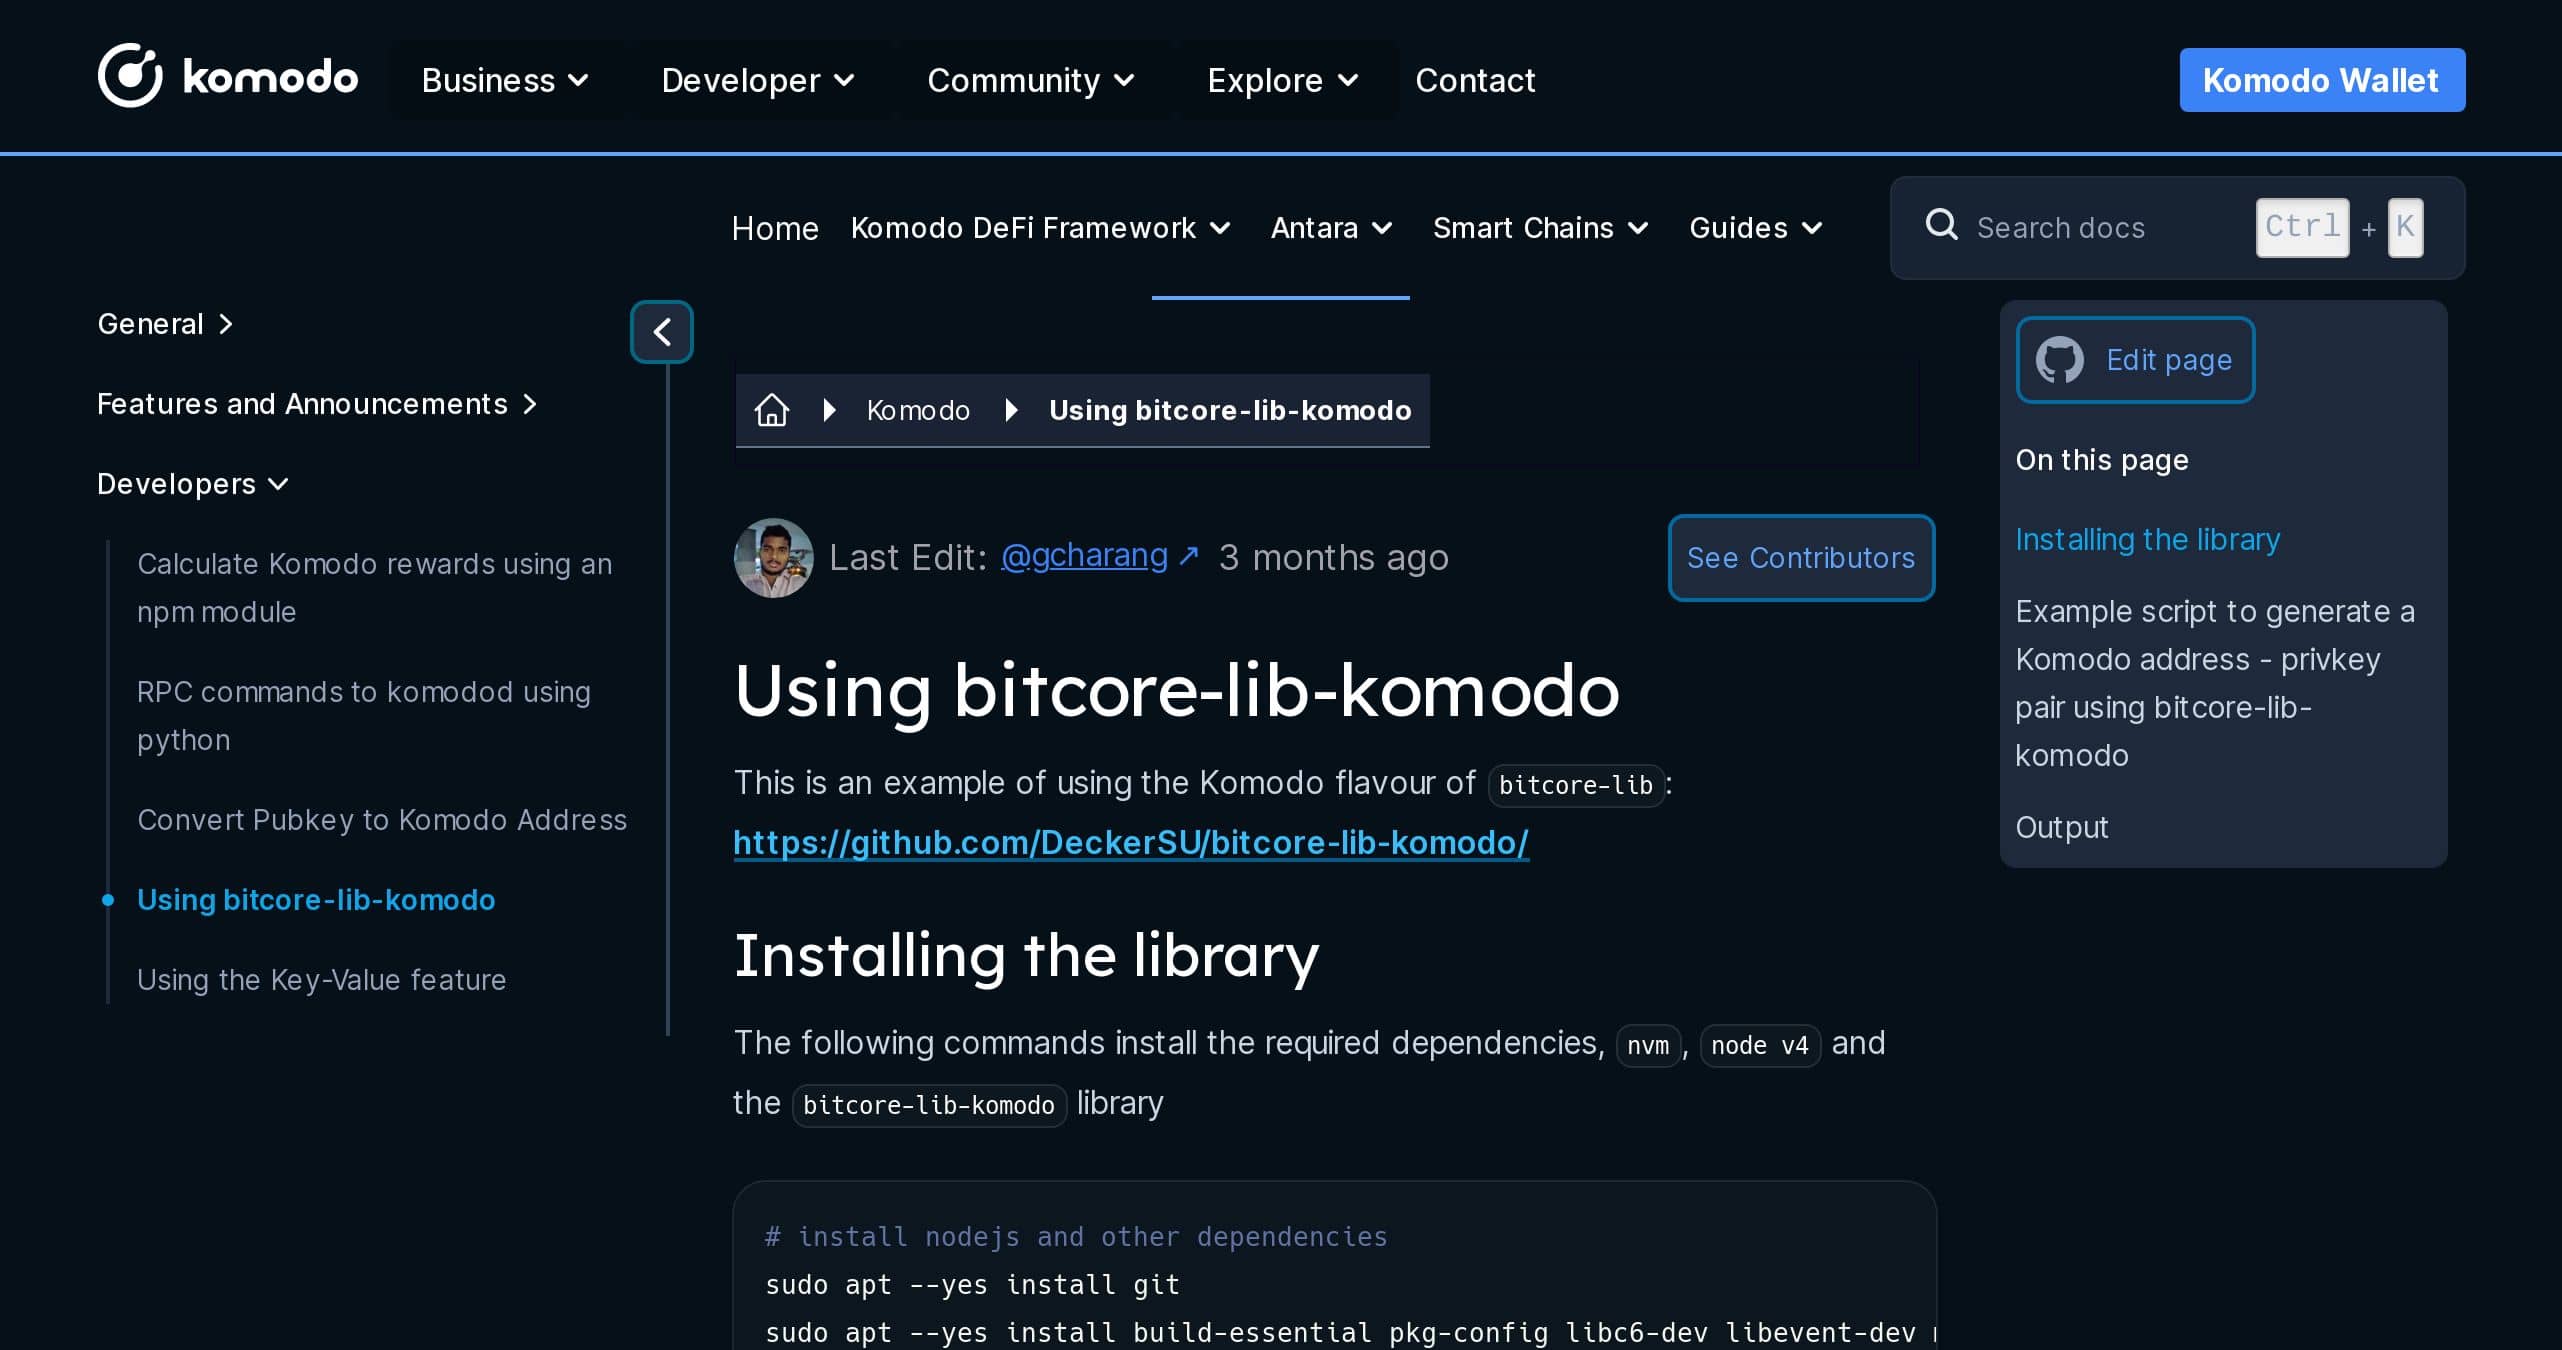 komodo Business Developer Community Explore Contact Komodo Wallet
Home Komodo DeFi Framework Antara Smart Chains Guides Search docs Ctrl + K
General
Features and Announcements
Developers
Calculate Komodo rewards using an
npm module
RPC commands to komodod using
python
Convert Pubkey to Komodo Address
Using bitcore-lib-komodo
Using the Key-Value feature
Komodo Using bitcore-lib-komodo
Last Edit: @gcharang ↗ 3 months ago See Contributors
Using bitcore-lib-komodo
This is an example of using the Komodo flavour of bitcore-lib:
https://github.com/DeckerSU/bitcore-lib-komodo/
Installing the library
The following commands install the required dependencies, nvm, node v4 and
the bitcore-lib-komodo library
# install nodejs and other dependencies
sudo apt --yes install git
sudo apt --yes install build-essential pkg-config libc6-dev libevent-dev
Edit page
On this page
Installing the library
Example script to generate a
Komodo address - privkey
pair using bitcore-lib-
komodo
Output